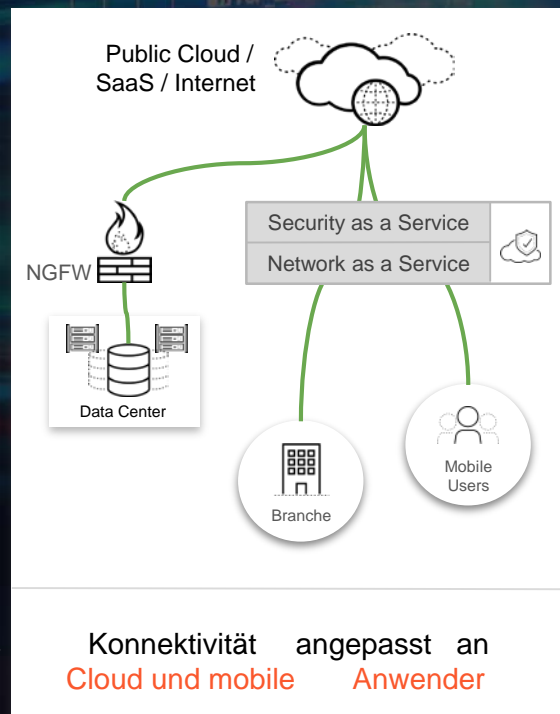 Public Cloud /
SaaS / Internet
NGFW
Security as a Service
Network as a Service
Data Center
Branche
Mobile
Users
Konnektivität angepasst an
Cloud und mobile Anwender